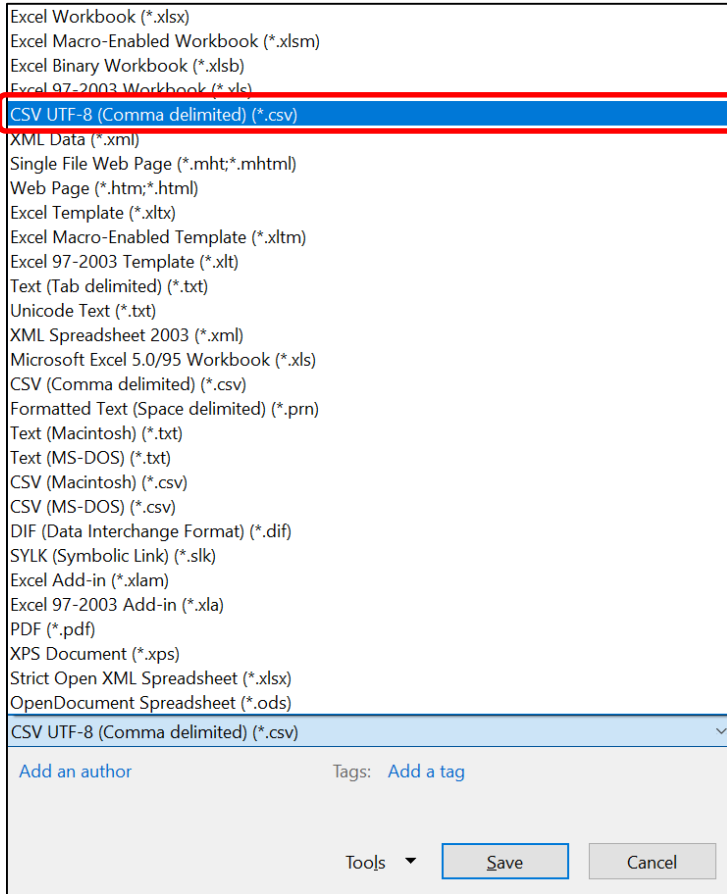 Excel Workbook (*.xlsx)
Excel Macro-Enabled Workbook (*.xlsm)
Excel Binary Workbook (*.xlsb)
Excel 97-2003 Workbook (*.xls)
CSV UTF-8 (Comma delimited) (*.csv)
XML Data (*.xml)
Single File Web Page (*.mht;*.mhtml)
Web Page (*.htm;*.html)
Excel Template (*.xltx)
Excel Macro-Enabled Template (*.xltm)
Excel 97-2003 Template (*.xlt)
Text (Tab delimited) (*.txt)
Unicode Text (*.txt)
XML Spreadsheet 2003 (*.xml)
Microsoft Excel 5.0/95 Workbook (*.xls)
CSV (Comma delimited) (*.csv)
Formatted Text (Space delimited) (*.prn)
Text (Macintosh) (*.txt)
Text (MS-DOS) (*.txt)
CSV (Macintosh) (*.csv)
CSV (MS-DOS) (*.csv)
DIF (Data Interchange Format) (*.dif)
SYLK (Symbolic Link) (*.slk)
Excel Add-in (*.xlam)
Excel 97-2003 Add-in (*.xla)
PDF (*.pdf)
XPS Document (*.xps)
Strict Open XML Spreadsheet (*.xlsx)
OpenDocument Spreadsheet (*.ods)
CSV UTF-8 (Comma delimited) (*.csv)
Add an author Tags: Add a tag
Tools Save Cancel